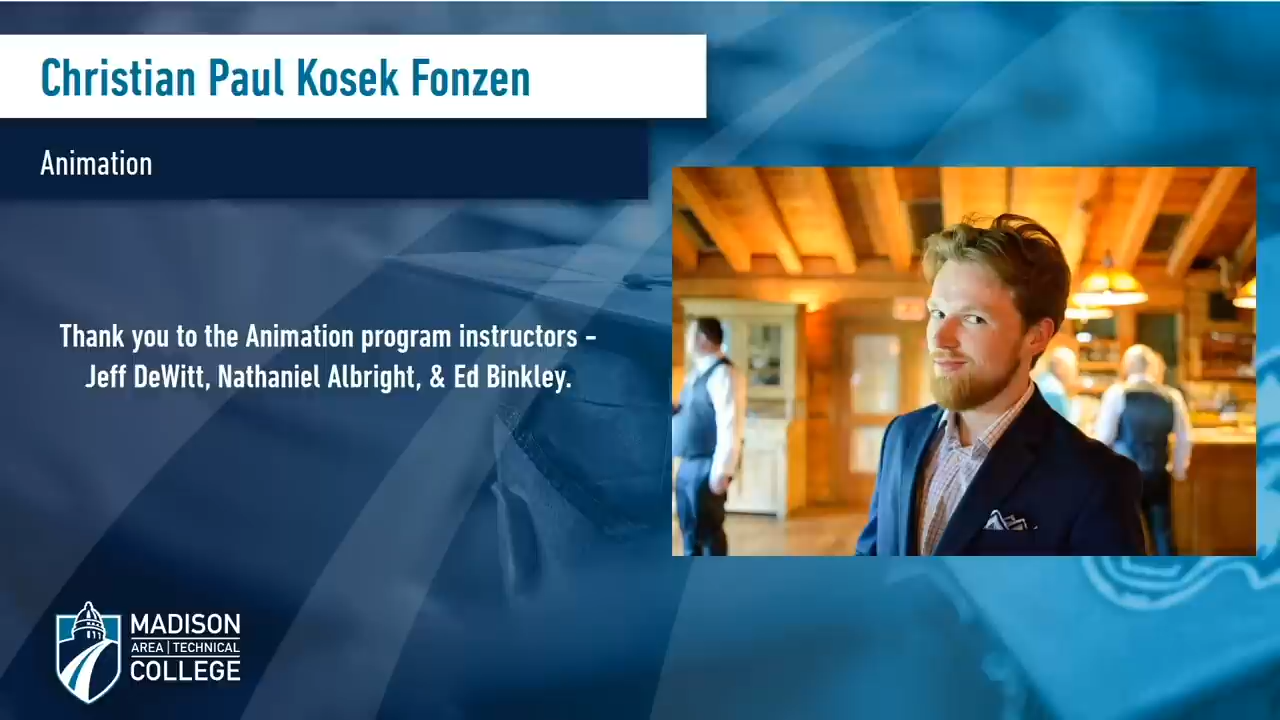 Christian Paul Kosek Fonzen
Animation
Thank you to the Animation program instructors –
Jeff DeWitt, Nathaniel Albright, & Ed Binkley.
MADISON
AREA | TECHNICAL
COLLEGE